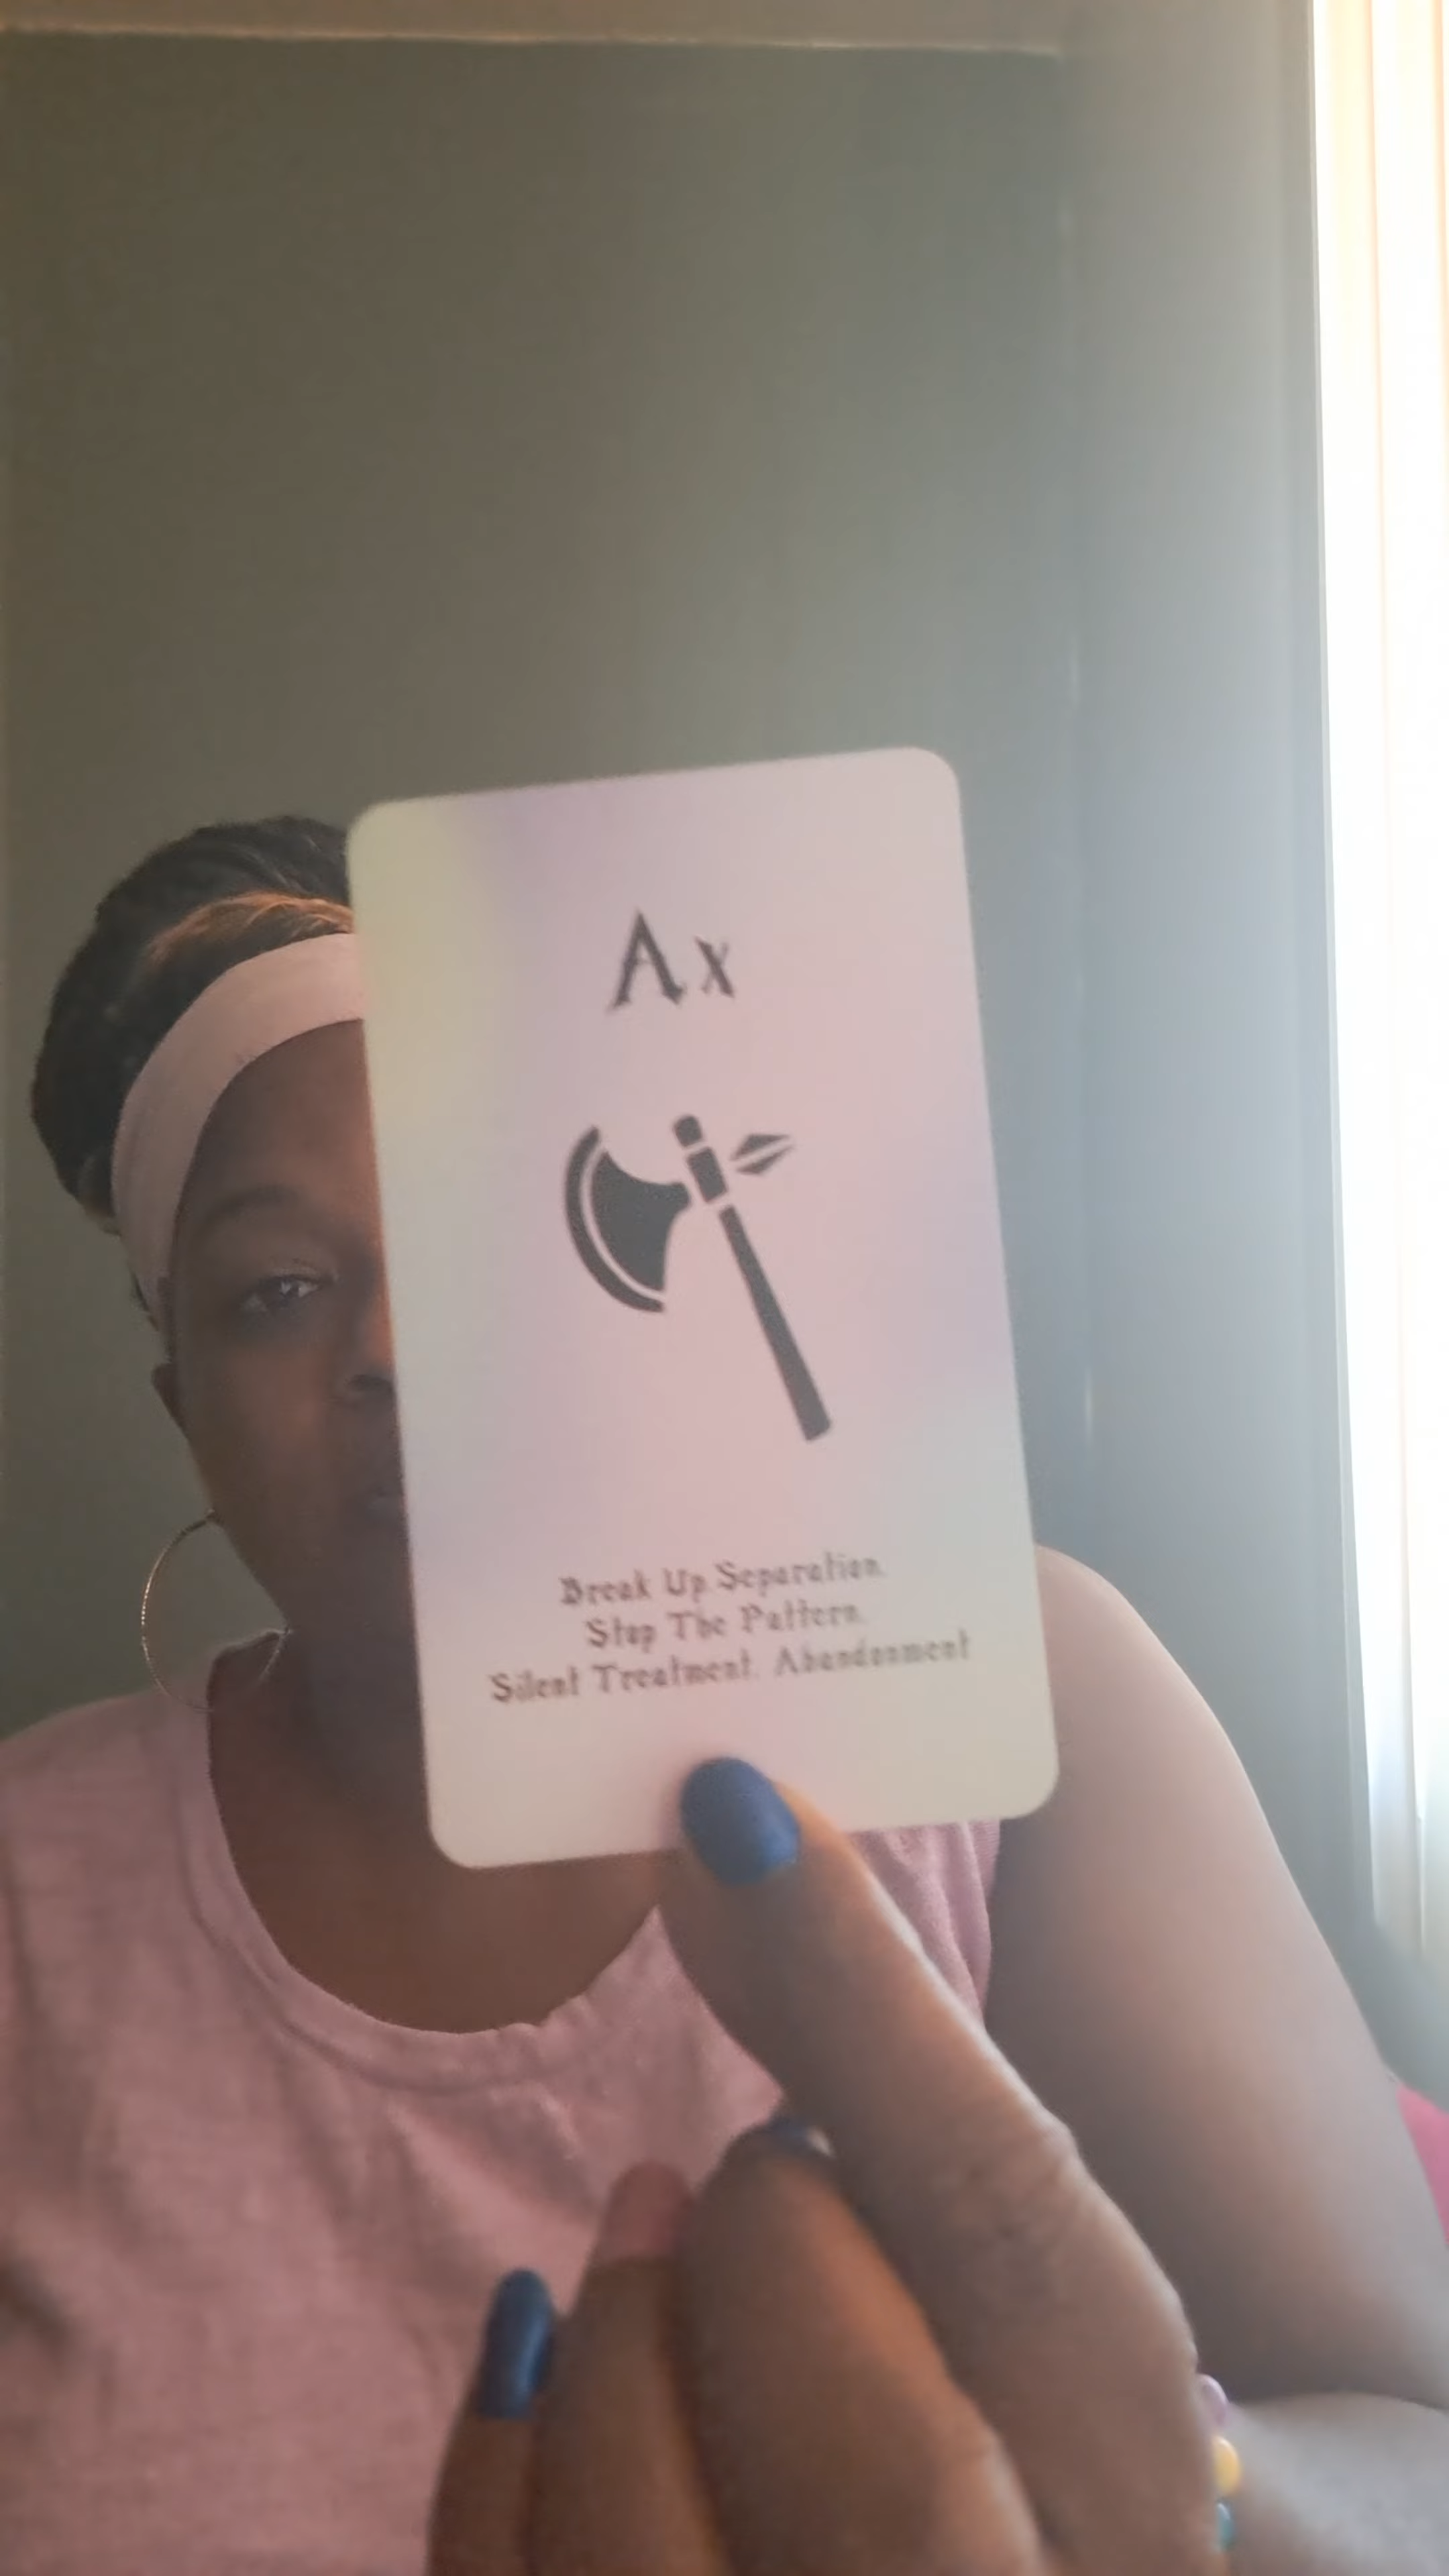 Ax
Break Up. Separation.
Stop The Pattern.
Silent Treatment. Abandonment